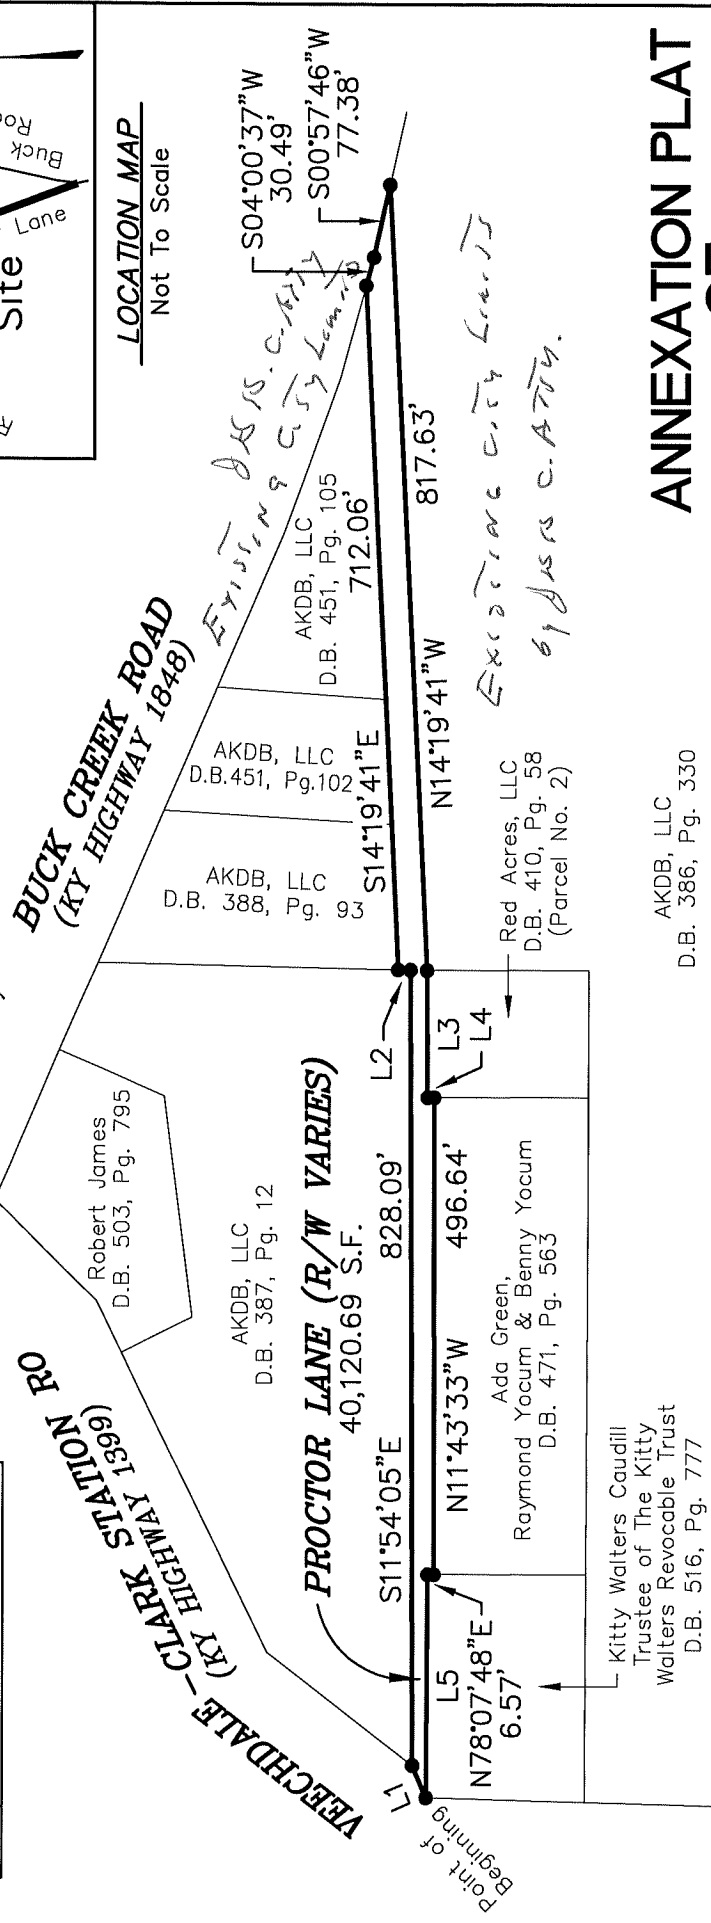 Buck
Lane
Site
LOCATION MAP
Not To Scale
S04°00'37"W
30.49'
S00°57'46"W
77.38'
BUCK CREEK ROAD
(KY HIGHWAY 1848)
Existing City Limits
AKDB, LLC
D.B. 451, Pg. 105
712.06'
817.63'
AKDB, LLC
D.B.451, Pg.102
S14°19'41"E
N14°19'41"W
Existing City Limits
by
AKDB, LLC
D.B. 388, Pg. 93
Red Acres, LLC
D.B. 410, Pg. 58
(Parcel No. 2)
AKDB, LLC
D.B. 386, Pg. 330
ANNEXATION PLAT
L2
L3
L4
Robert James
D.B. 503, Pg. 795
AKDB, LLC
D.B. 387, Pg. 12
PROCTOR LANE (R/W VARIES)
40,120.69 S.F.
828.09'
S11°54'05"E
496.64'
N11°43'33"W
Ada Green,
Raymond Yocum & Benny Yocum
D.B. 471, Pg. 563
VEECHDALE-CLARK STATION RO
(KY HIGHWAY 1399)
L5
N78°07'48"E
6.57'
L1
Point of
Beginning
Kitty Walters Caudill
Trustee of The Kitty
Walters Revocable Trust
D.B. 516, Pg. 777